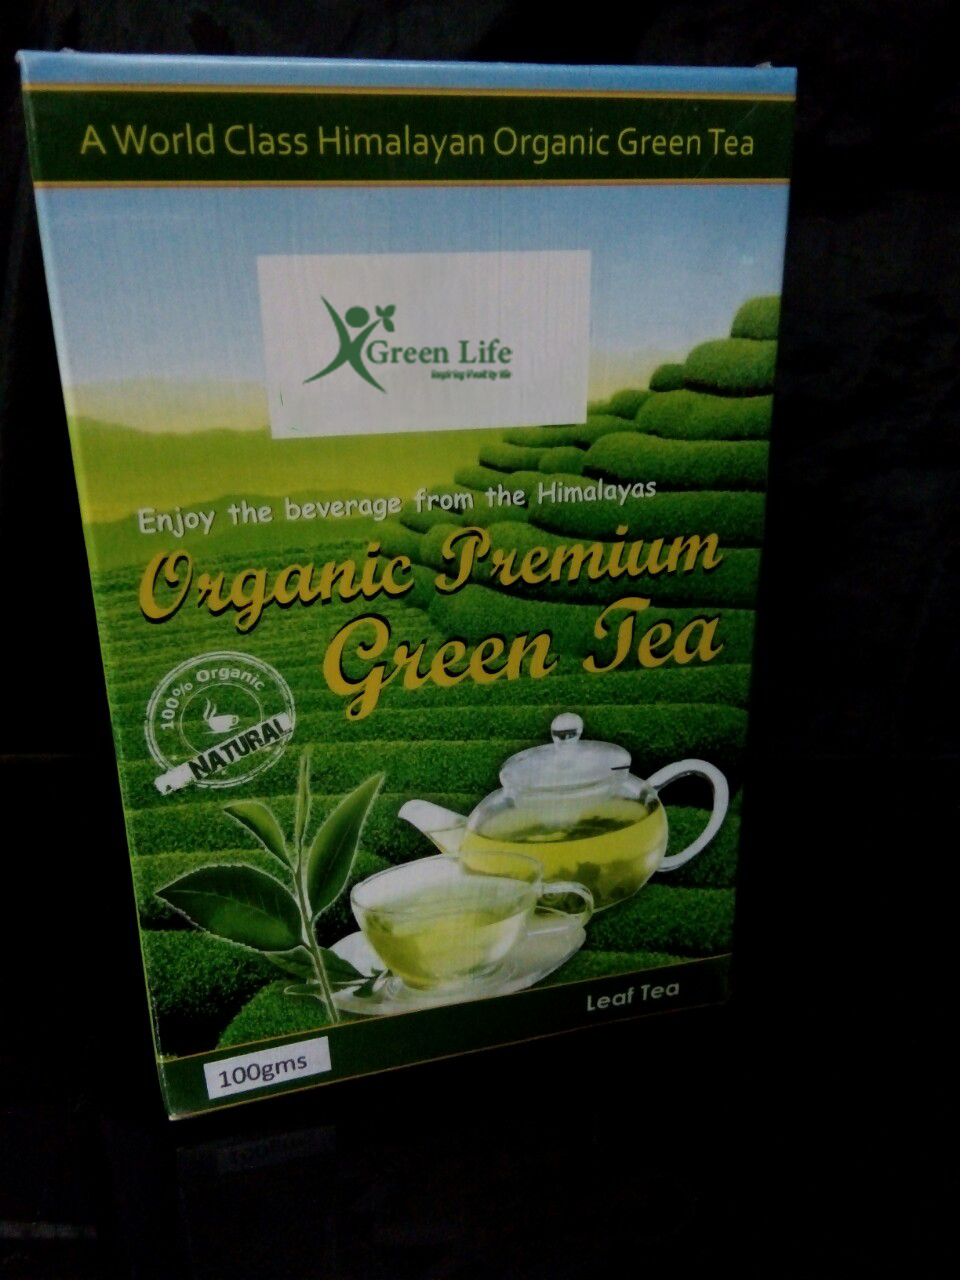 A World Class Himalayan Organic Green Tea
Green Life
Enjoy the beverage from the Himalayas
Organic Premium
Green Tea
100% Organic
NATURAL
Leaf Tea
100gms